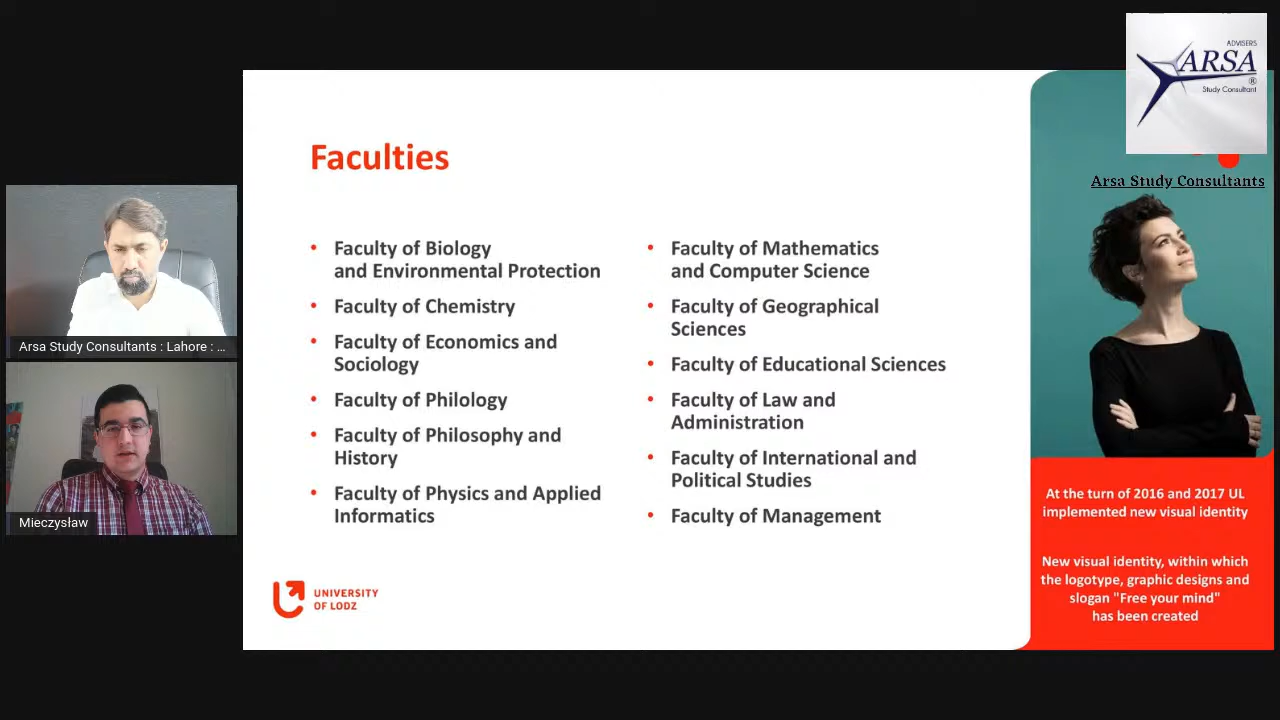 ADVISERS
ARSA
®
Study Consultant
Arsa Study Consultants
Faculties
• Faculty of Biology
and Environmental Protection
• Faculty of Chemistry
• Faculty of Economics and
Sociology
• Faculty of Philology
• Faculty of Philosophy and
History
• Faculty of Physics and Applied
Informatics
• Faculty of Mathematics
and Computer Science
• Faculty of Geographical
Sciences
• Faculty of Educational Sciences
• Faculty of Law and
Administration
• Faculty of International and
Political Studies
• Faculty of Management
UNIVERSITY
OF LODZ
At the turn of 2016 and 2017 UL
implemented new visual identity
New visual identity, within which
the logotype, graphic designs and
slogan "Free your mind"
has been created
Arsa Study Consultants : Lahore : ...
Mieczysław